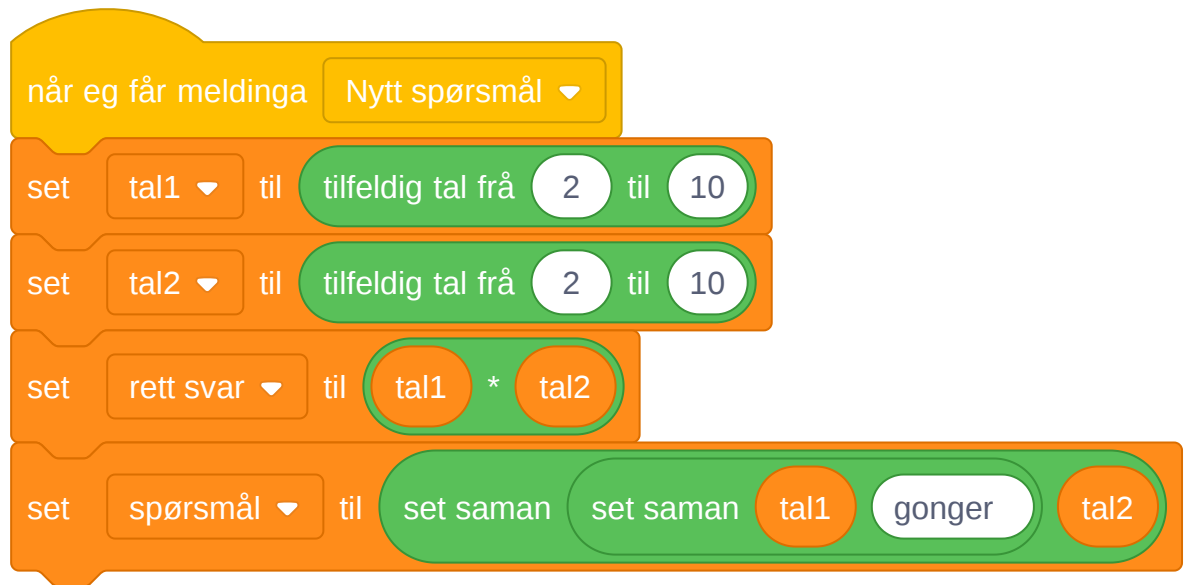 når eg får meldinga Nytt spørsmål
set tal1 til tilfeldig tal frå 2 til 10
set tal2 til tilfeldig tal frå 2 til 10
set rett svar til tal1 * tal2
set spørsmål til set saman set saman tal1 gonger tal2